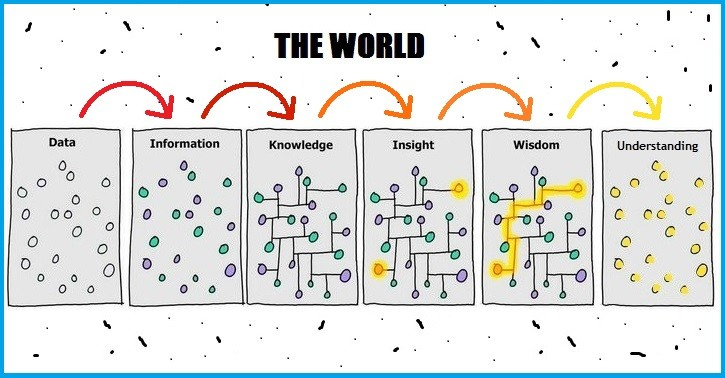 THE WORLD
Data
Information
Knowledge
Insight
Wisdom
Understanding